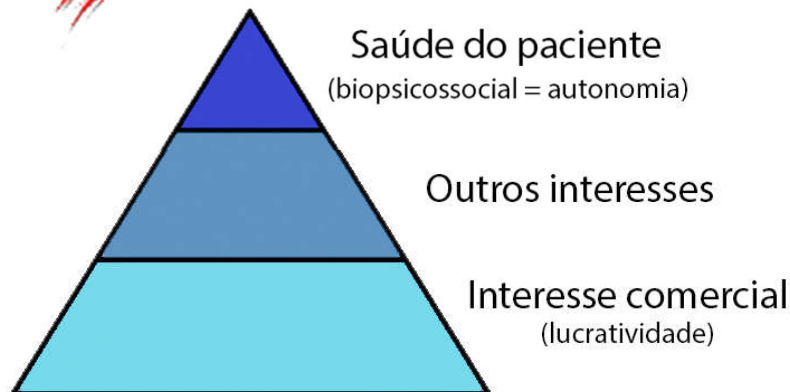 Saúde do paciente
(biopsicossocial = autonomia)
Outros interesses
Interesse comercial
(lucratividade)